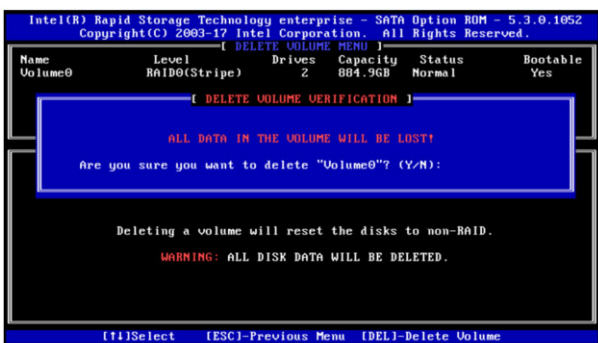 Intel(R) Rapid Storage Technology enterprise - SATA Option ROM - 5.3.0.1052
Copyright(C) 2003-17 Intel Corporation. All Rights Reserved.
[ DELETE VOLUME MENU ]
Name Level Drives Capacity Status Bootable
Volume0 RAID0(Stripe) 2 884.9GB Normal Yes
[ DELETE VOLUME VERIFICATION ]
ALL DATA IN THE VOLUME WILL BE LOST!
Are you sure you want to delete "Volume0"? (Y/N):
Deleting a volume will reset the disks to non-RAID.
WARNING: ALL DISK DATA WILL BE DELETED.
[↑↓]Select [ESC]-Previous Menu [DEL]-Delete Volume